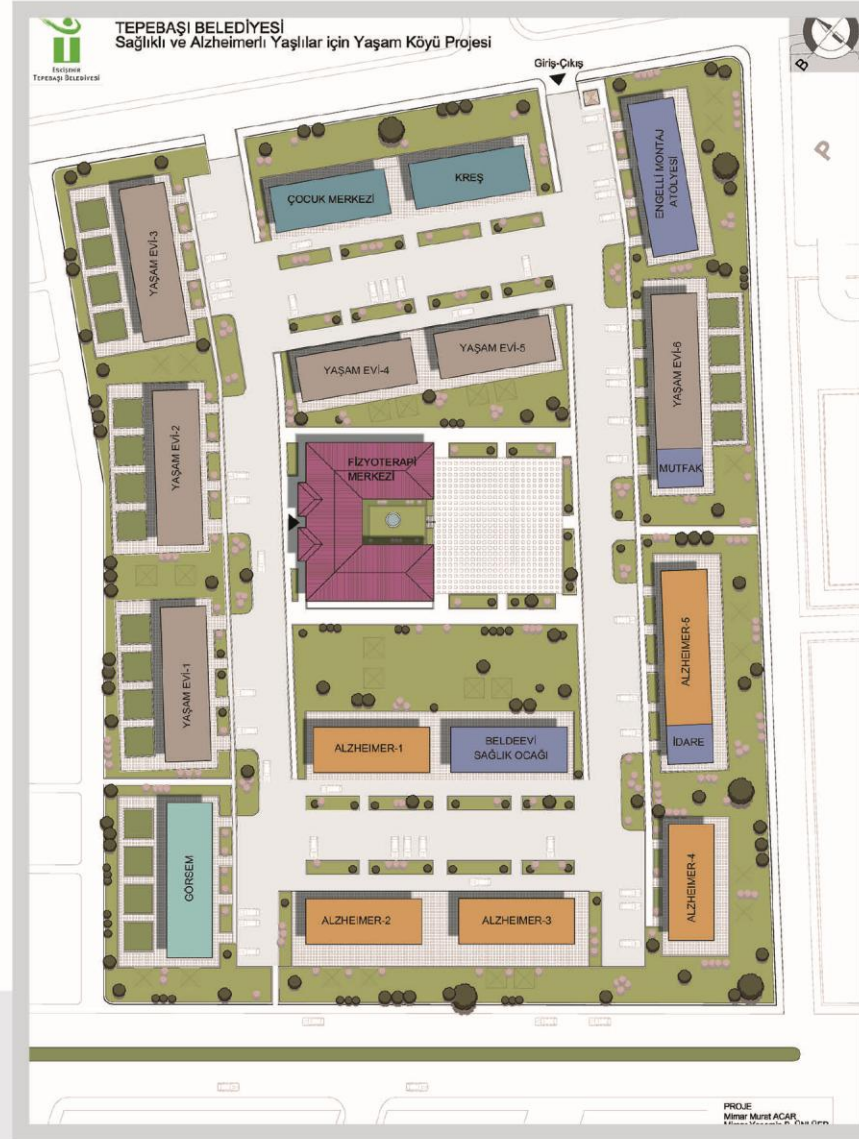 TEPEBAŞI BELEDİYESİ
Sağlıklı ve Alzheimerlı Yaşlılar için Yaşam Köyü Projesi
ESKİŞEHİR
TEPEBAŞI BELEDİYESİ
Giriş-Çıkış
B
P
ENGELLİ MONTAJ
ATÖLYESİ
KREŞ
ÇOCUK MERKEZİ
YAŞAM EVİ-3
YAŞAM EVİ-5
YAŞAM EVİ-4
YAŞAM EVİ-6
MUTFAK
YAŞAM EVİ-2
FİZYOTERAPİ
MERKEZİ
YAŞAM EVİ-1
ALZHEIMER-5
İDARE
ALZHEIMER-1
BELDEEVİ
SAĞLIK OCAĞI
GÖRSEM
ALZHEIMER-4
ALZHEIMER-2
ALZHEIMER-3
PROJE
Mimar Murat ACAR
Mimar